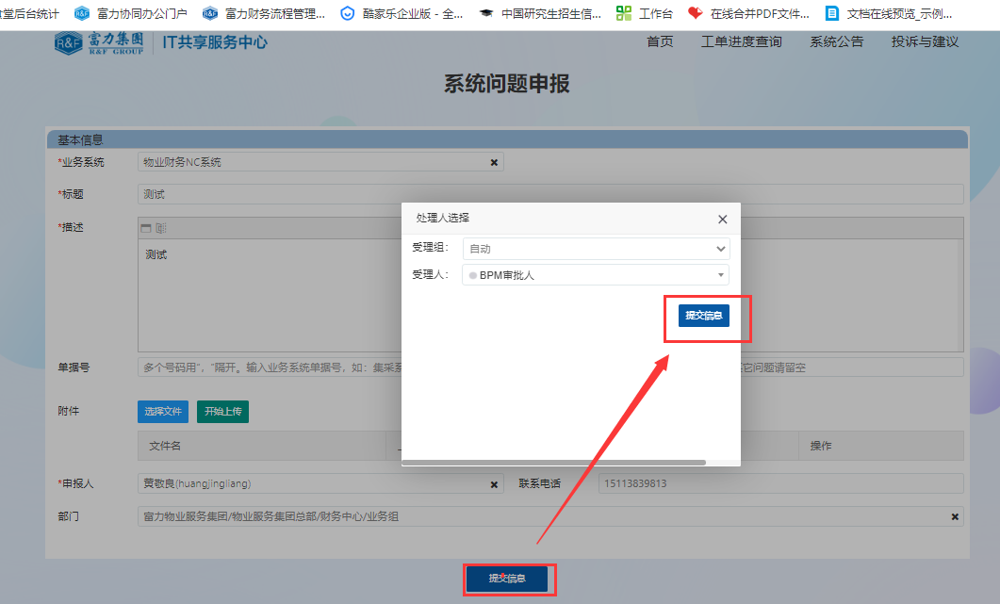 食堂后台统计 富力协同办公门户 富力财务流程管理... 酷家乐企业版 - 全... 中国研究生招生信... 工作台 在线合并PDF文件... 文档在线预览_示例...
R&F 富力集团 R&F GROUP IT共享服务中心 首页 工单进度查询 系统公告 投诉与建议
系统问题申报
基本信息
*业务系统 物业财务NC系统
*标题 测试
*描述
测试
处理人选择
受理组: 自动
受理人: BPM审批人
提交信息
单据号 多个号码用"，"隔开。输入业务系统单据号，如：集采系 它问题请留空
附件 选择文件 开始上传
文件名 操作
*申报人 黄敬良(huangjingliang) 联系电话 15113839813
部门 富力物业服务集团/物业服务集团总部/财务中心/业务组
提交信息